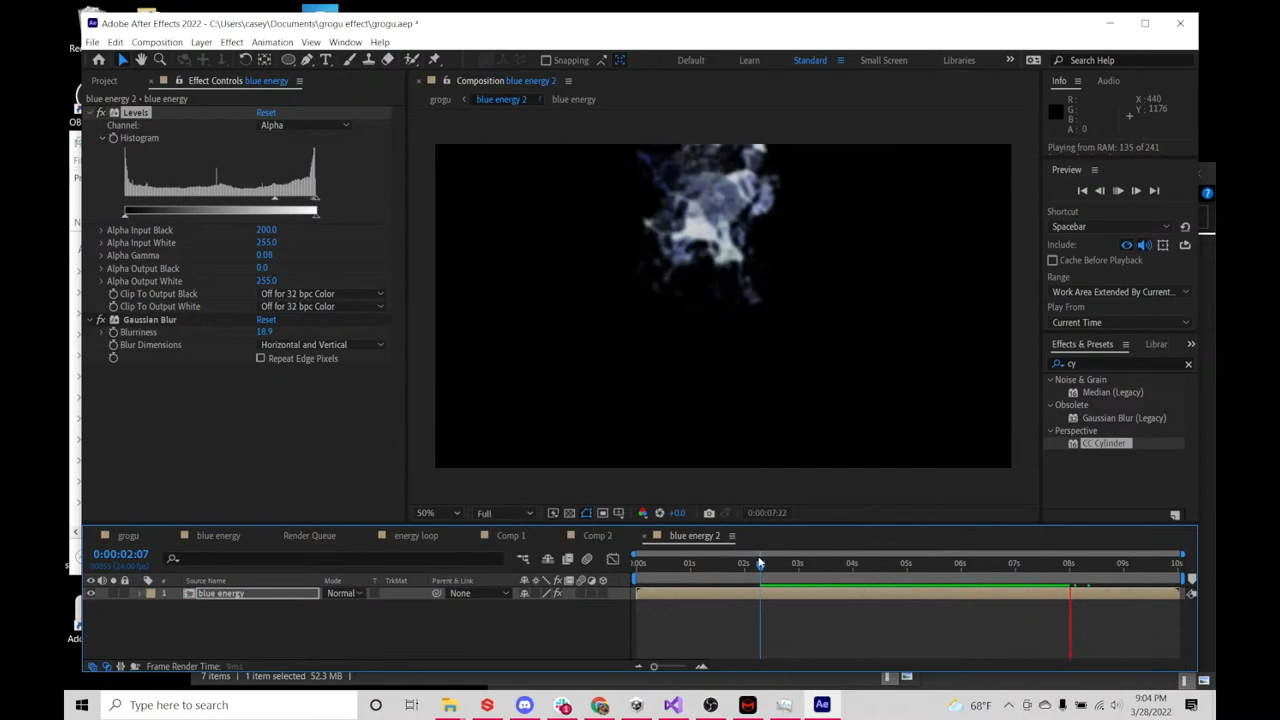 Adobe After Effects 2022 - C:\Users\casey\Documents\grogu effect\grogu.aep *
File Edit Composition Layer Effect Animation View Window Help
Snapping Default Learn Standard Small Screen Libraries Search Help
Project Effect Controls blue energy Composition blue energy 2 Info Audio
blue energy 2 • blue energy
grogu blue energy 2 blue energy
fx Levels Reset
Channel: Alpha
Histogram
Alpha Input Black 200.0
Alpha Input White 255.0
Alpha Gamma 0.08
Alpha Output Black 0.0
Alpha Output White 255.0
Clip To Output Black Off for 32 bpc Color
Clip To Output White Off for 32 bpc Color
fx Gaussian Blur Reset
Blurriness 18.9
Blur Dimensions Horizontal and Vertical
Repeat Edge Pixels
R: X: 440
G: Y: 1176
B:
A: 0
Playing from RAM: 135 of 241
Preview
Shortcut
Spacebar
Include:
Cache Before Playback
Range
Work Area Extended By Current...
Play From
Current Time
Effects & Presets Librar
cy
Noise & Grain
Median (Legacy)
Obsolete
Gaussian Blur (Legacy)
Perspective
CC Cylinder
50% Full +0.0 0:00:07:22
grogu blue energy Render Queue energy loop Comp 1 Comp 2 blue energy 2
0:00:02:07
00055 (24.00 fps)
:00s 01s 02s 03s 04s 05s 06s 07s 08s 09s 10s
# Source Name Mode T TrkMat Parent & Link
1 blue energy Normal None
Frame Render Time: 9ms
7 items 1 item selected 52.3 MB
Type here to search
68°F
9:04 PM
3/28/2022